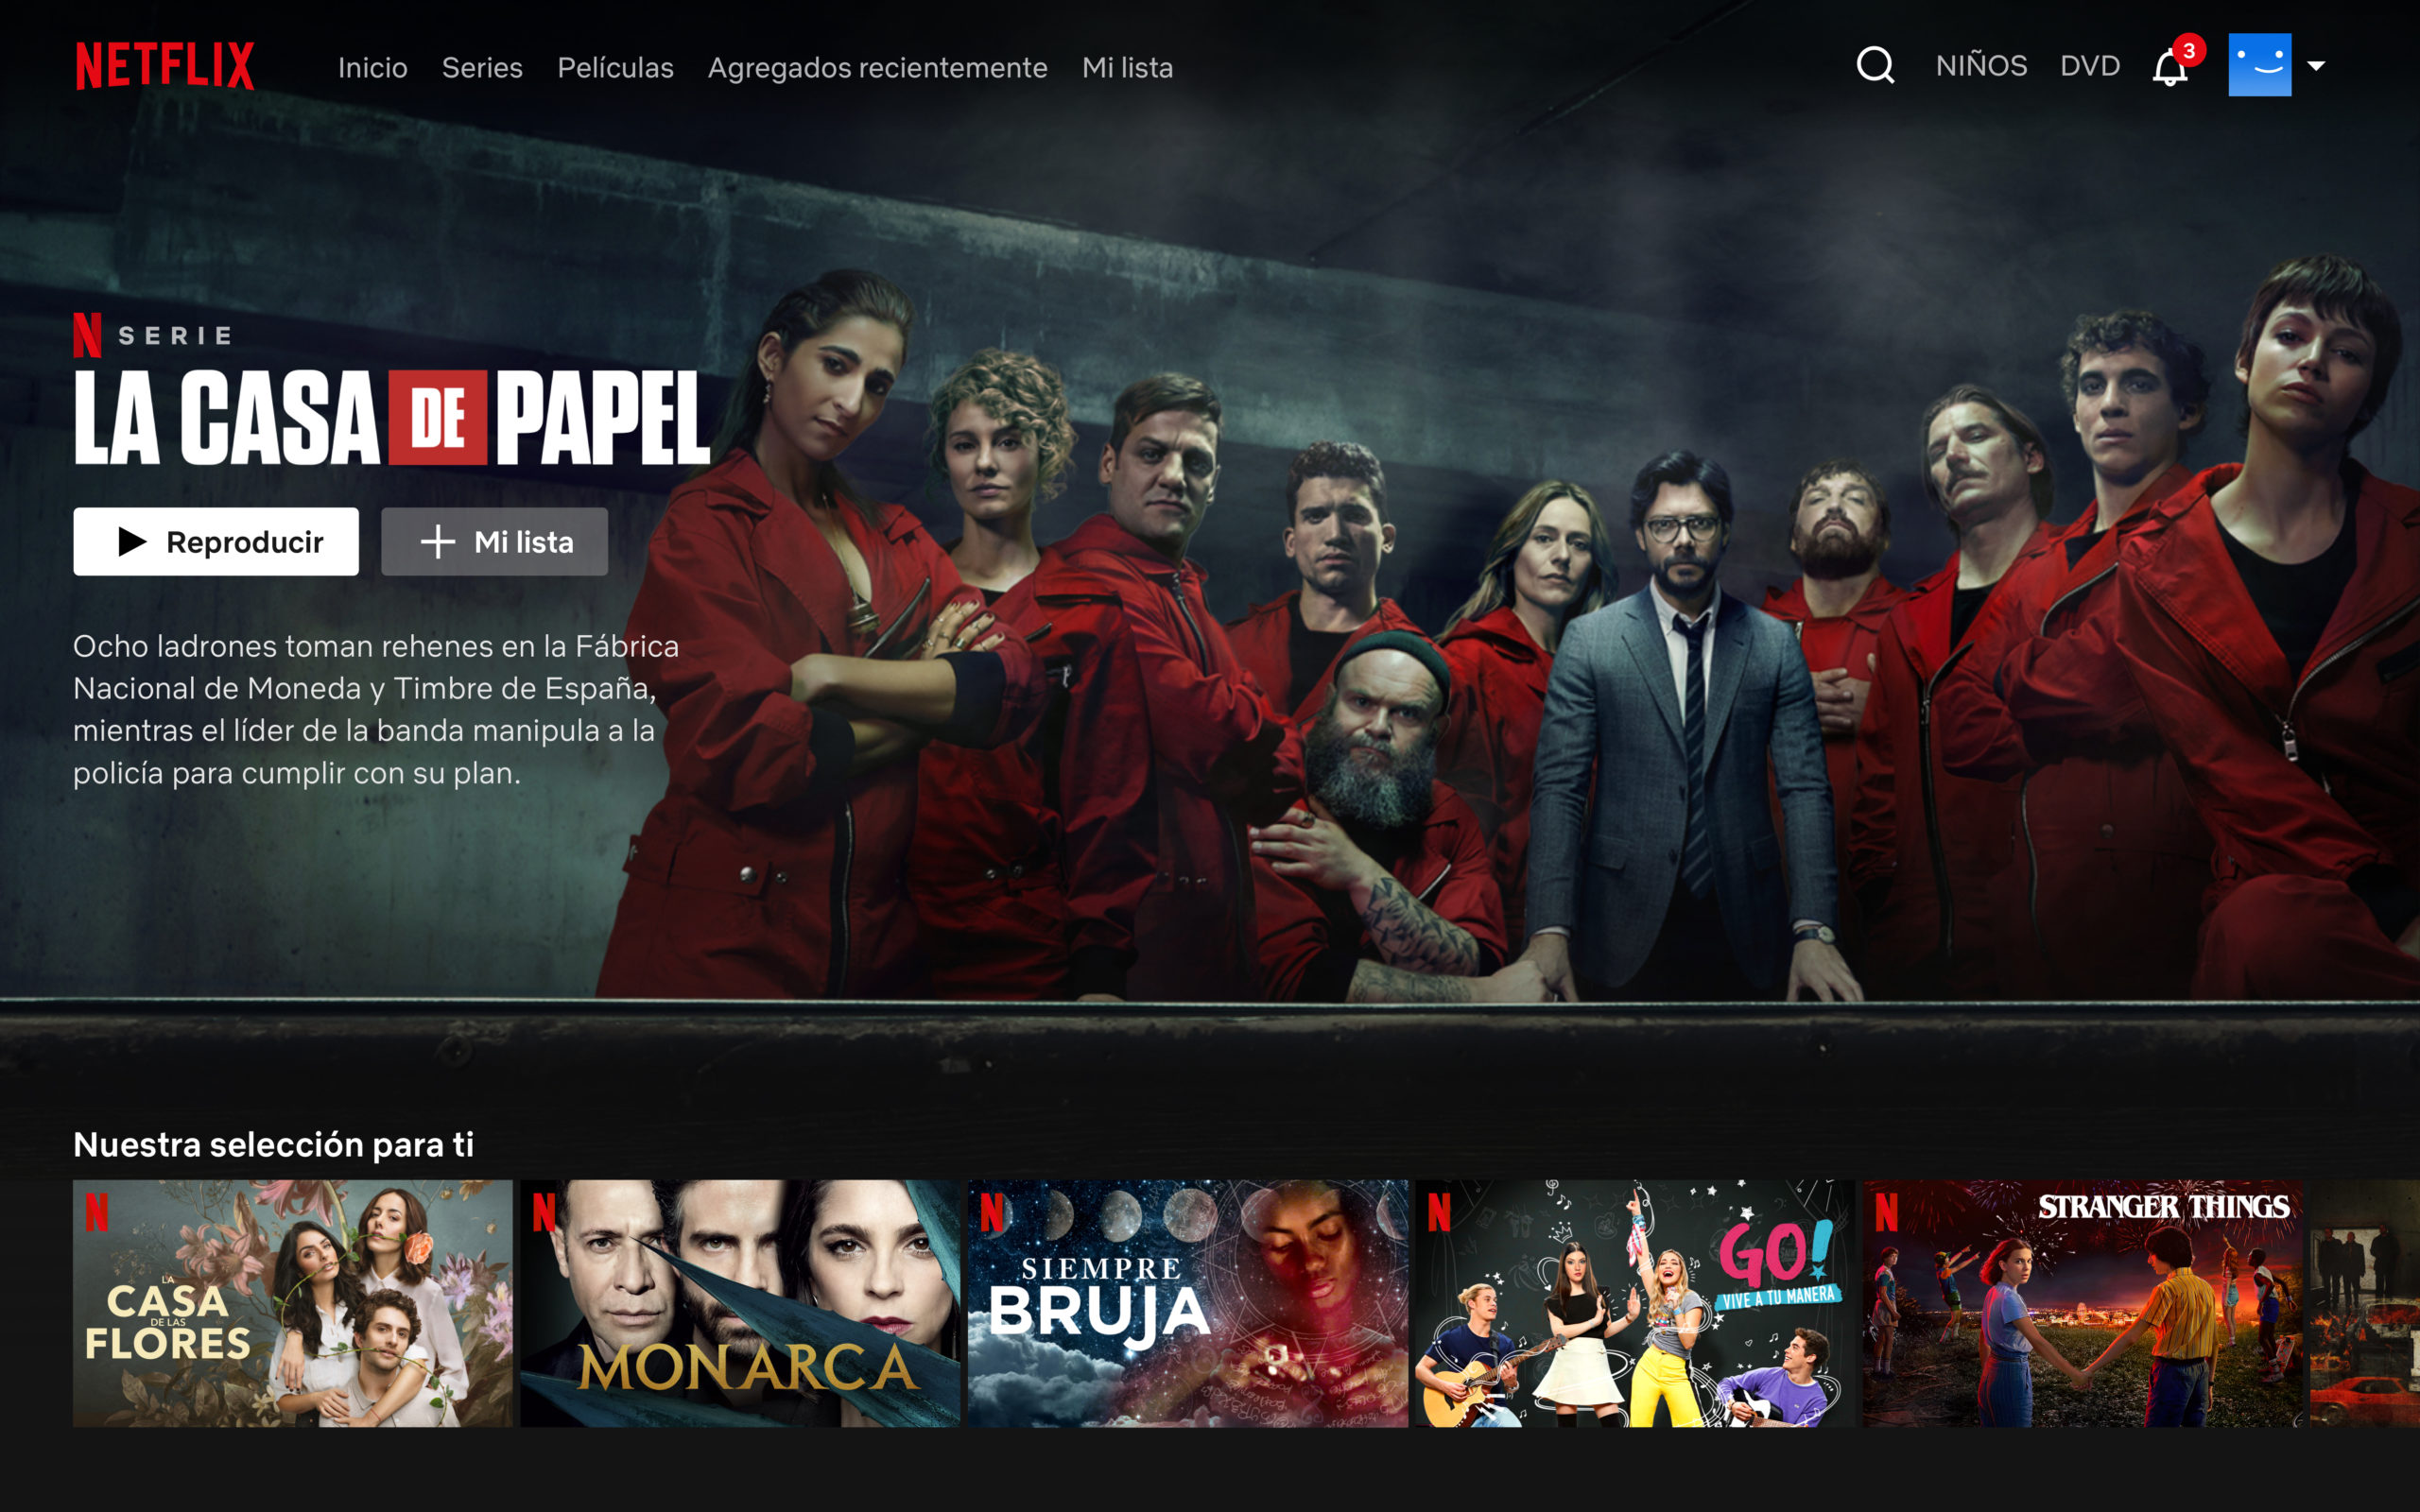 NETFLIX
Inicio Series Películas Agregados recientemente Mi lista
NIÑOS DVD 3
N SERIE
LA CASA DE PAPEL
Reproducir
Mi lista
Ocho ladrones toman rehenes en la Fábrica
Nacional de Moneda y Timbre de España,
mientras el líder de la banda manipula a la
policía para cumplir con su plan.
Nuestra selección para ti
N
LA
CASA
DE LAS
FLORES
N
MONARCA
N
SIEMPRE
BRUJA
N
GO!
VIVE A TU MANERA
N
STRANGER THINGS